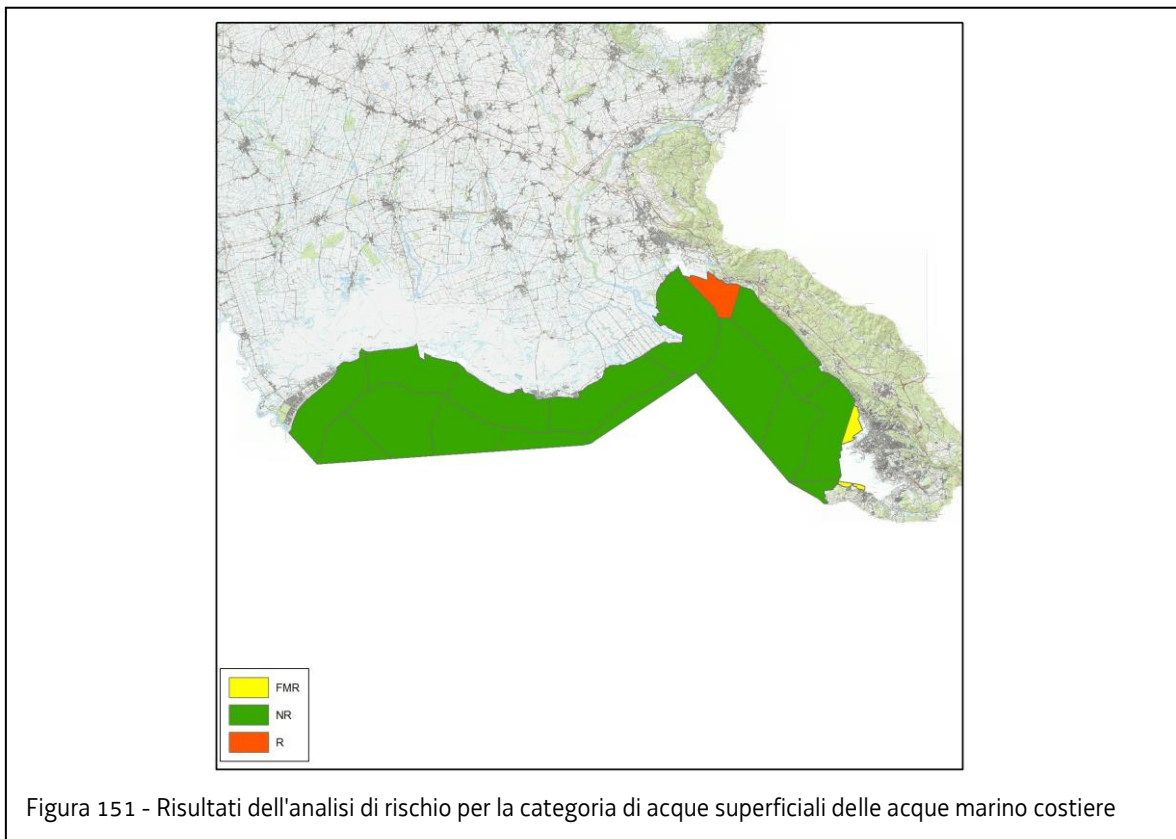 FMR
NR
R
Figura 151 - Risultati dell'analisi di rischio per la categoria di acque superficiali delle acque marino costiere